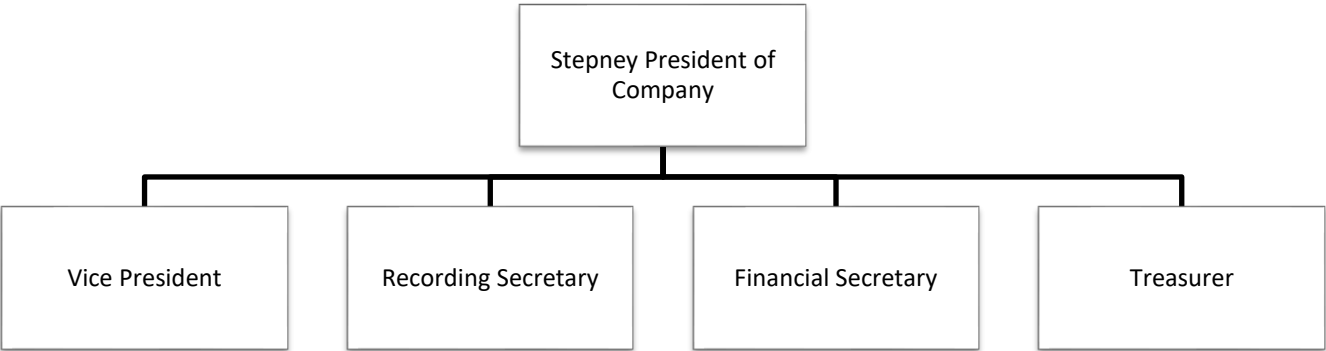 Stepney President of
Company
Vice President
Recording Secretary
Financial Secretary
Treasurer